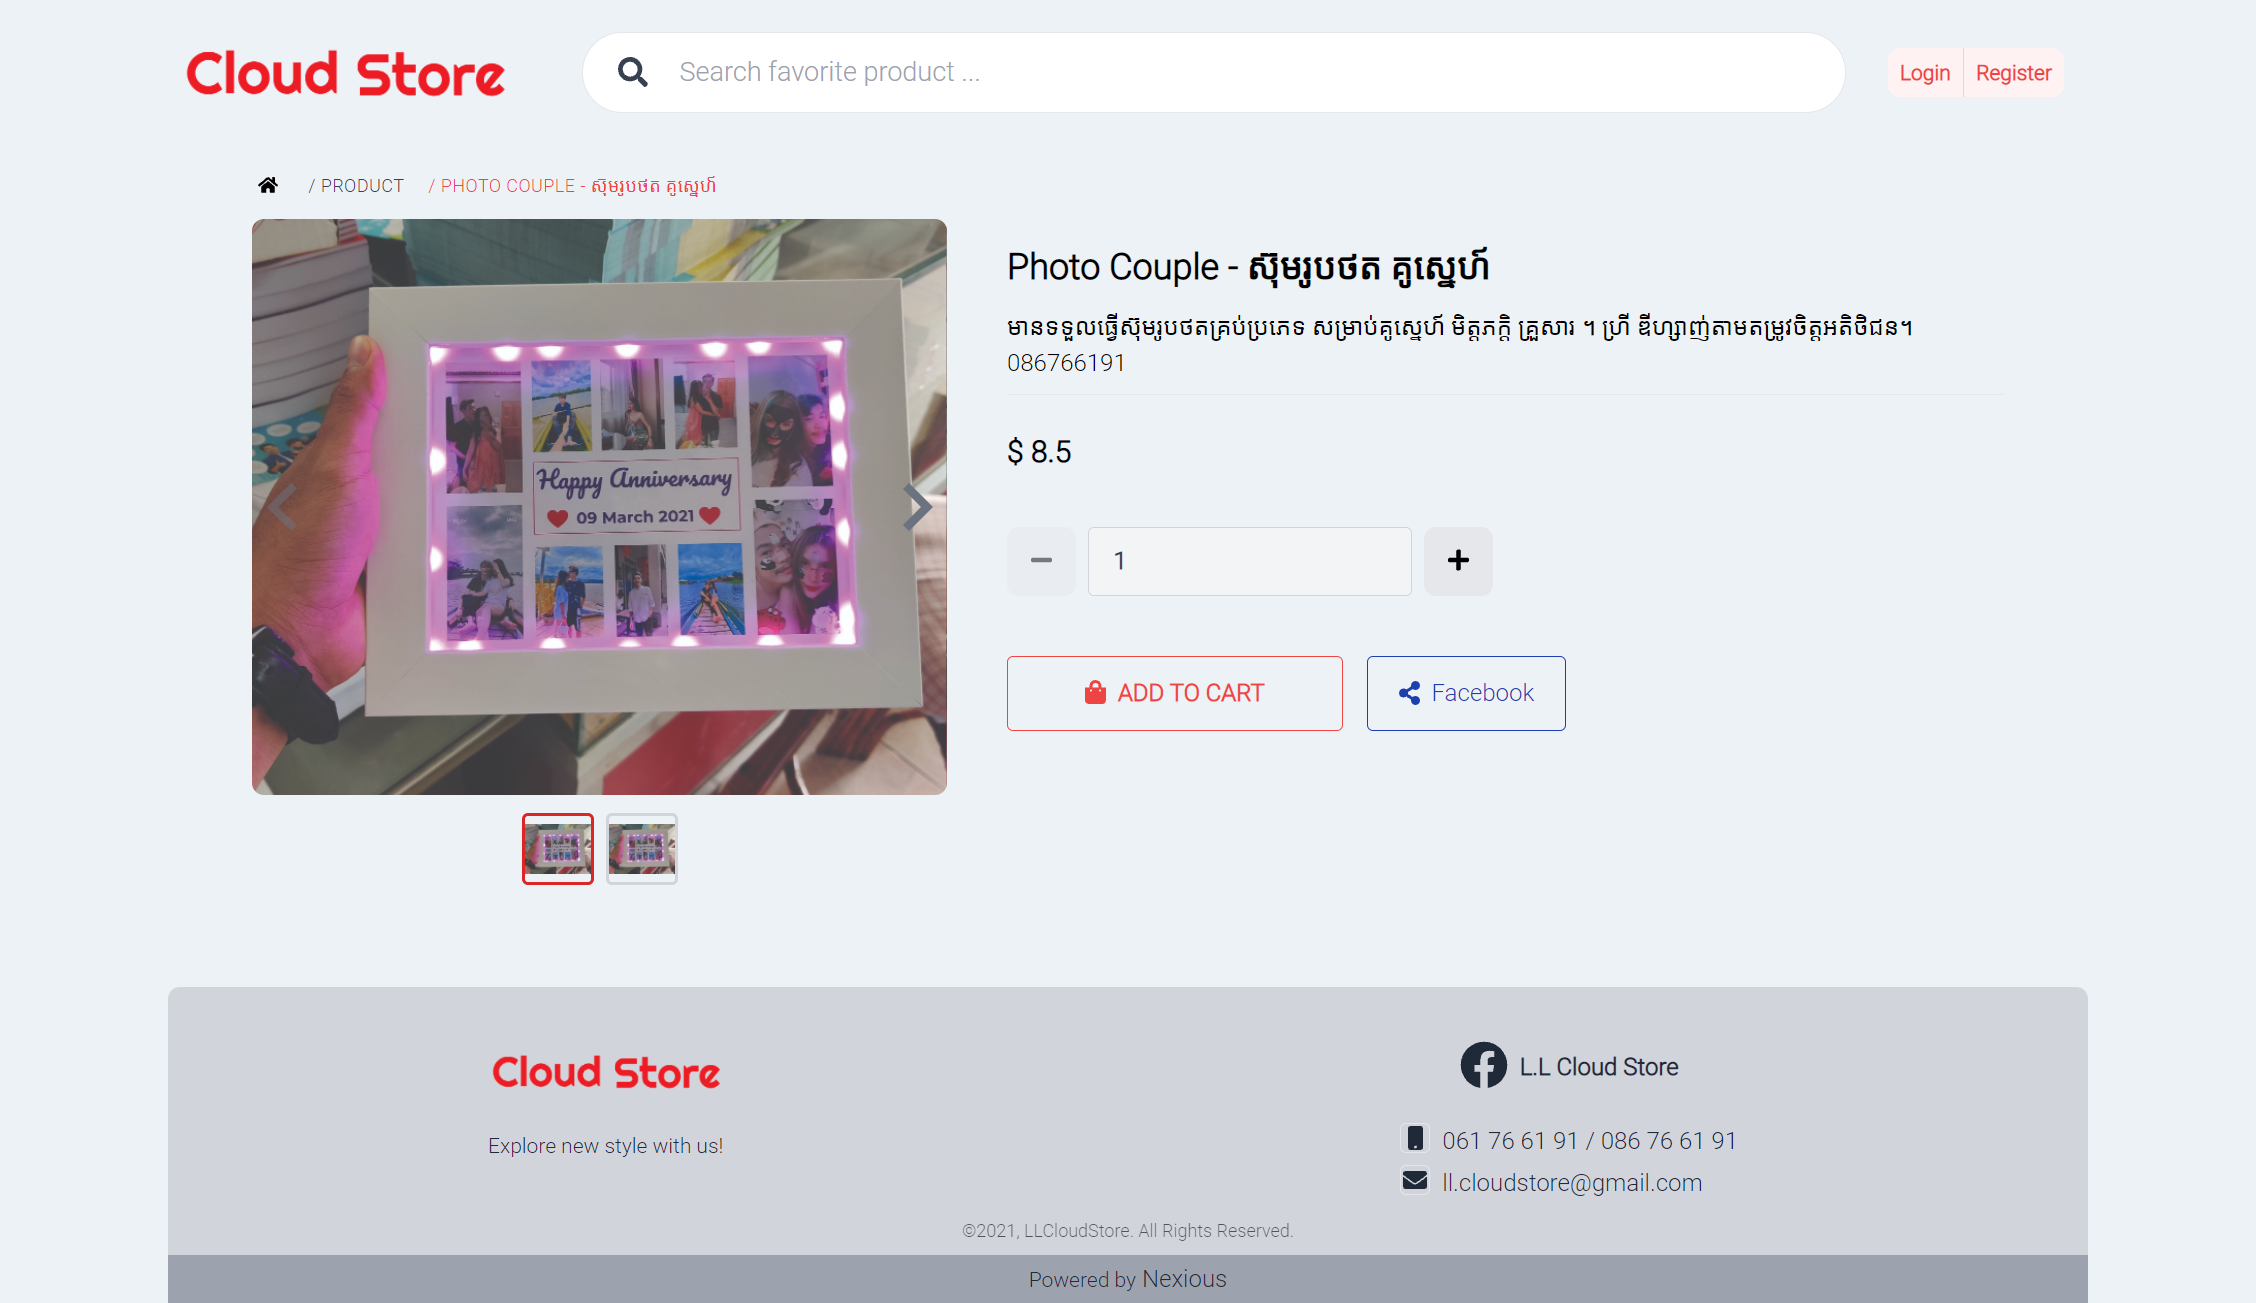 Cloud Store
Search favorite product ...
Login
Register
/ PRODUCT / PHOTO COUPLE - ស៊ុមរូបថត គូស្នេហ៍
Photo Couple - ស៊ុមរូបថត គូស្នេហ៍
មានទទួលធ្វើស៊ុមរូបថតគ្រប់ប្រភេទ សម្រាប់គូស្នេហ៍ មិត្តភក្តិ គ្រួសារ ។ ហ្រ្វី ឌីហ្សាញ់តាមតម្រូវចិត្តអតិថិជន។
086766191
$ 8.5
1
ADD TO CART
Facebook
Happy Anniversary
09 March 2021
Cloud Store
Explore new style with us!
L.L Cloud Store
061 76 61 91 / 086 76 61 91
ll.cloudstore@gmail.com
©2021, LLCloudStore. All Rights Reserved.
Powered by Nexious